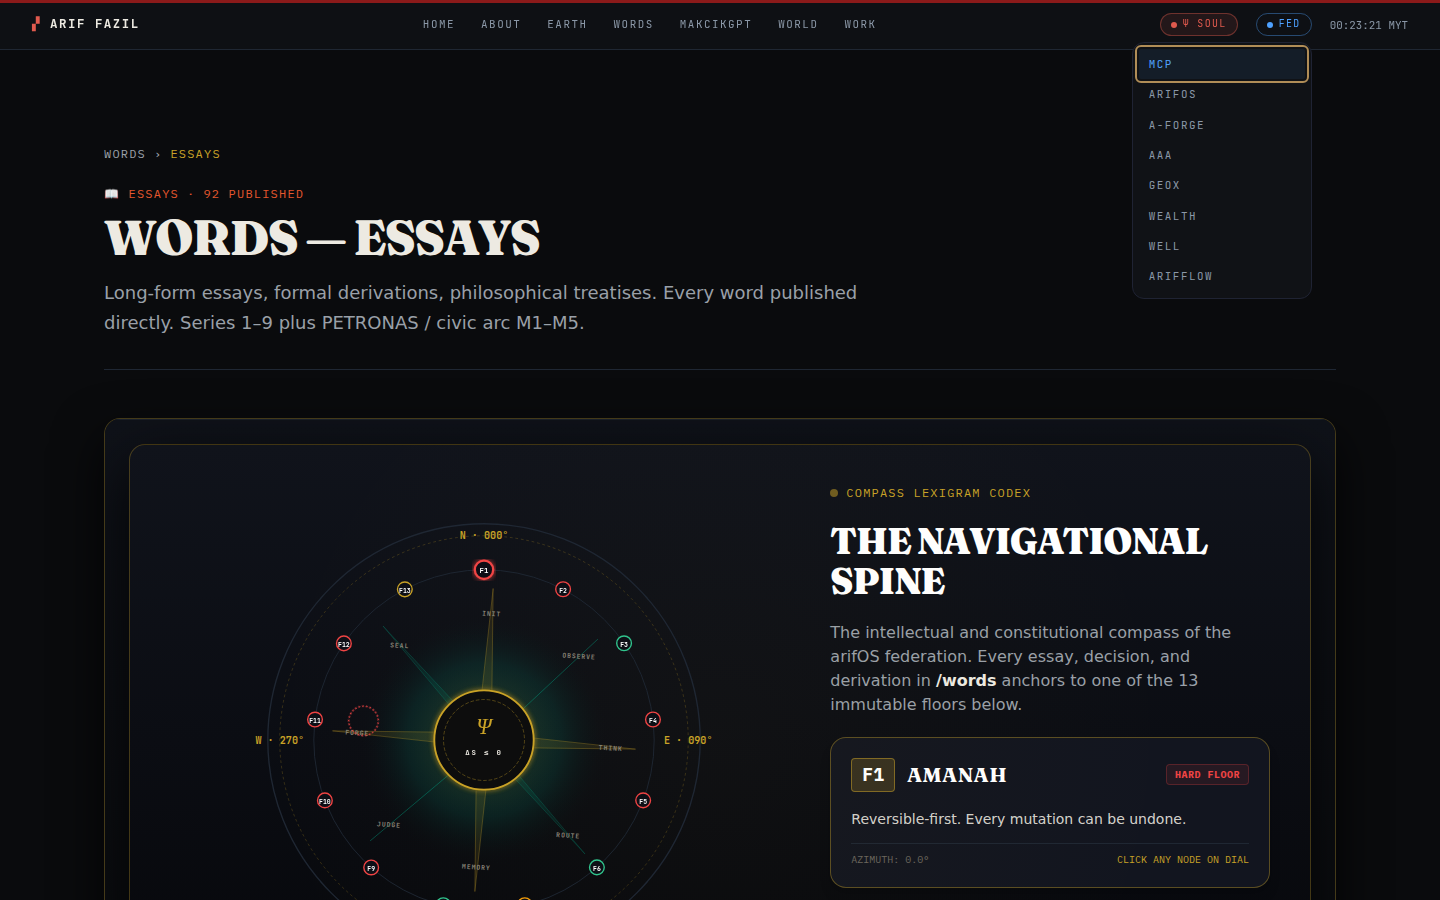 ARIF FAZIL
HOME ABOUT EARTH WORDS MAKCIKGPT WORLD WORK
Ψ SOUL
FED
00:23:21 MYT
MCP
ARIFOS
A-FORGE
AAA
GEOX
WEALTH
WELL
ARIFFLOW
WORDS › ESSAYS
ESSAYS · 92 PUBLISHED
WORDS — ESSAYS
Long-form essays, formal derivations, philosophical treatises. Every word published
directly. Series 1–9 plus PETRONAS / civic arc M1–M5.
N · 000°
F1
F13
F2
INIT
F12
SEAL
OBSERVE
F3
F11
FORGE
Ψ
ΔS ≤ 0
F4
W · 270°
THINK
E · 090°
F10
F5
JUDGE
ROUTE
F9
MEMORY
F6
COMPASS LEXIGRAM CODEX
THE NAVIGATIONAL
SPINE
The intellectual and constitutional compass of the
arifOS federation. Every essay, decision, and
derivation in /words anchors to one of the 13
immutable floors below.
F1 AMANAH HARD FLOOR
Reversible-first. Every mutation can be undone.
AZIMUTH: 0.0° CLICK ANY NODE ON DIAL